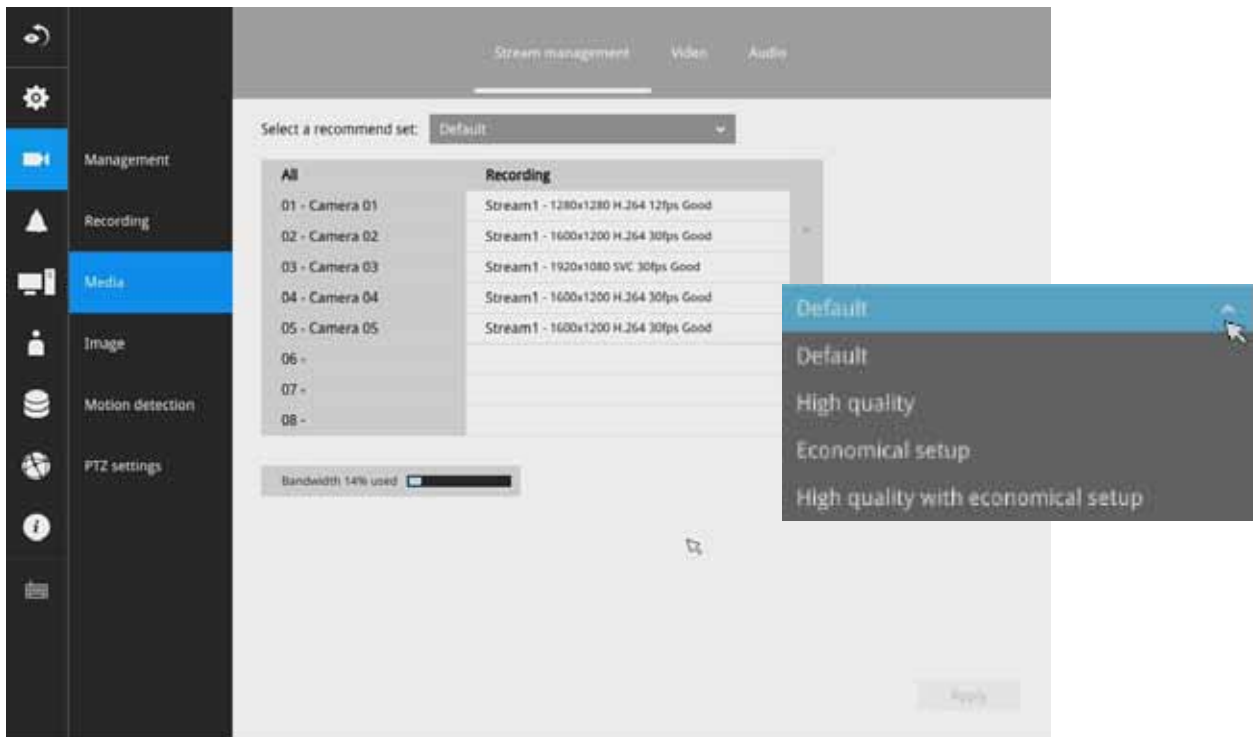 Stream management Video Audio
Select a recommend set: Default
Management
Recording
Media
Image
Motion detection
PTZ settings
All Recording
01 - Camera 01 Stream1 - 1280x1280 H.264 12fps Good
02 - Camera 02 Stream1 - 1600x1200 H.264 30fps Good
03 - Camera 03 Stream1 - 1920x1080 SVC 30fps Good
04 - Camera 04 Stream1 - 1600x1200 H.264 30fps Good
05 - Camera 05 Stream1 - 1600x1200 H.264 30fps Good
06 -
07 -
08 -
Bandwidth 14% used
Default
Default
High quality
Economical setup
High quality with economical setup
Apply